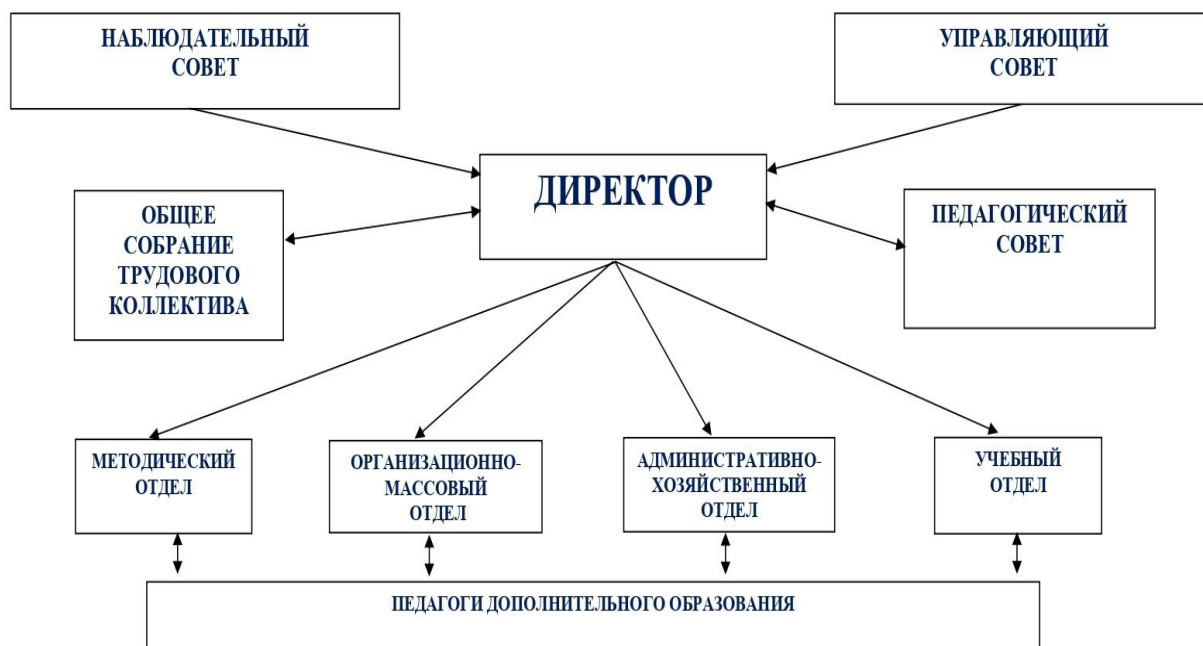 НАБЛЮДАТЕЛЬНЫЙ
СОВЕТ
УПРАВЛЯЮЩИЙ
СОВЕТ
ДИРЕКТОР
ОБЩЕЕ
СОБРАНИЕ
ТРУДОВОГО
КОЛЛЕКТИВА
ПЕДАГОГИЧЕСКИЙ
СОВЕТ
МЕТОДИЧЕСКИЙ
ОТДЕЛ
ОРГАНИЗАЦИОННО-
МАССОВЫЙ
ОТДЕЛ
АДМИНИСТРАТИВНО-
ХОЗЯЙСТВЕННЫЙ
ОТДЕЛ
УЧЕБНЫЙ
ОТДЕЛ
ПЕДАГОГИ ДОПОЛНИТЕЛЬНОГО ОБРАЗОВАНИЯ